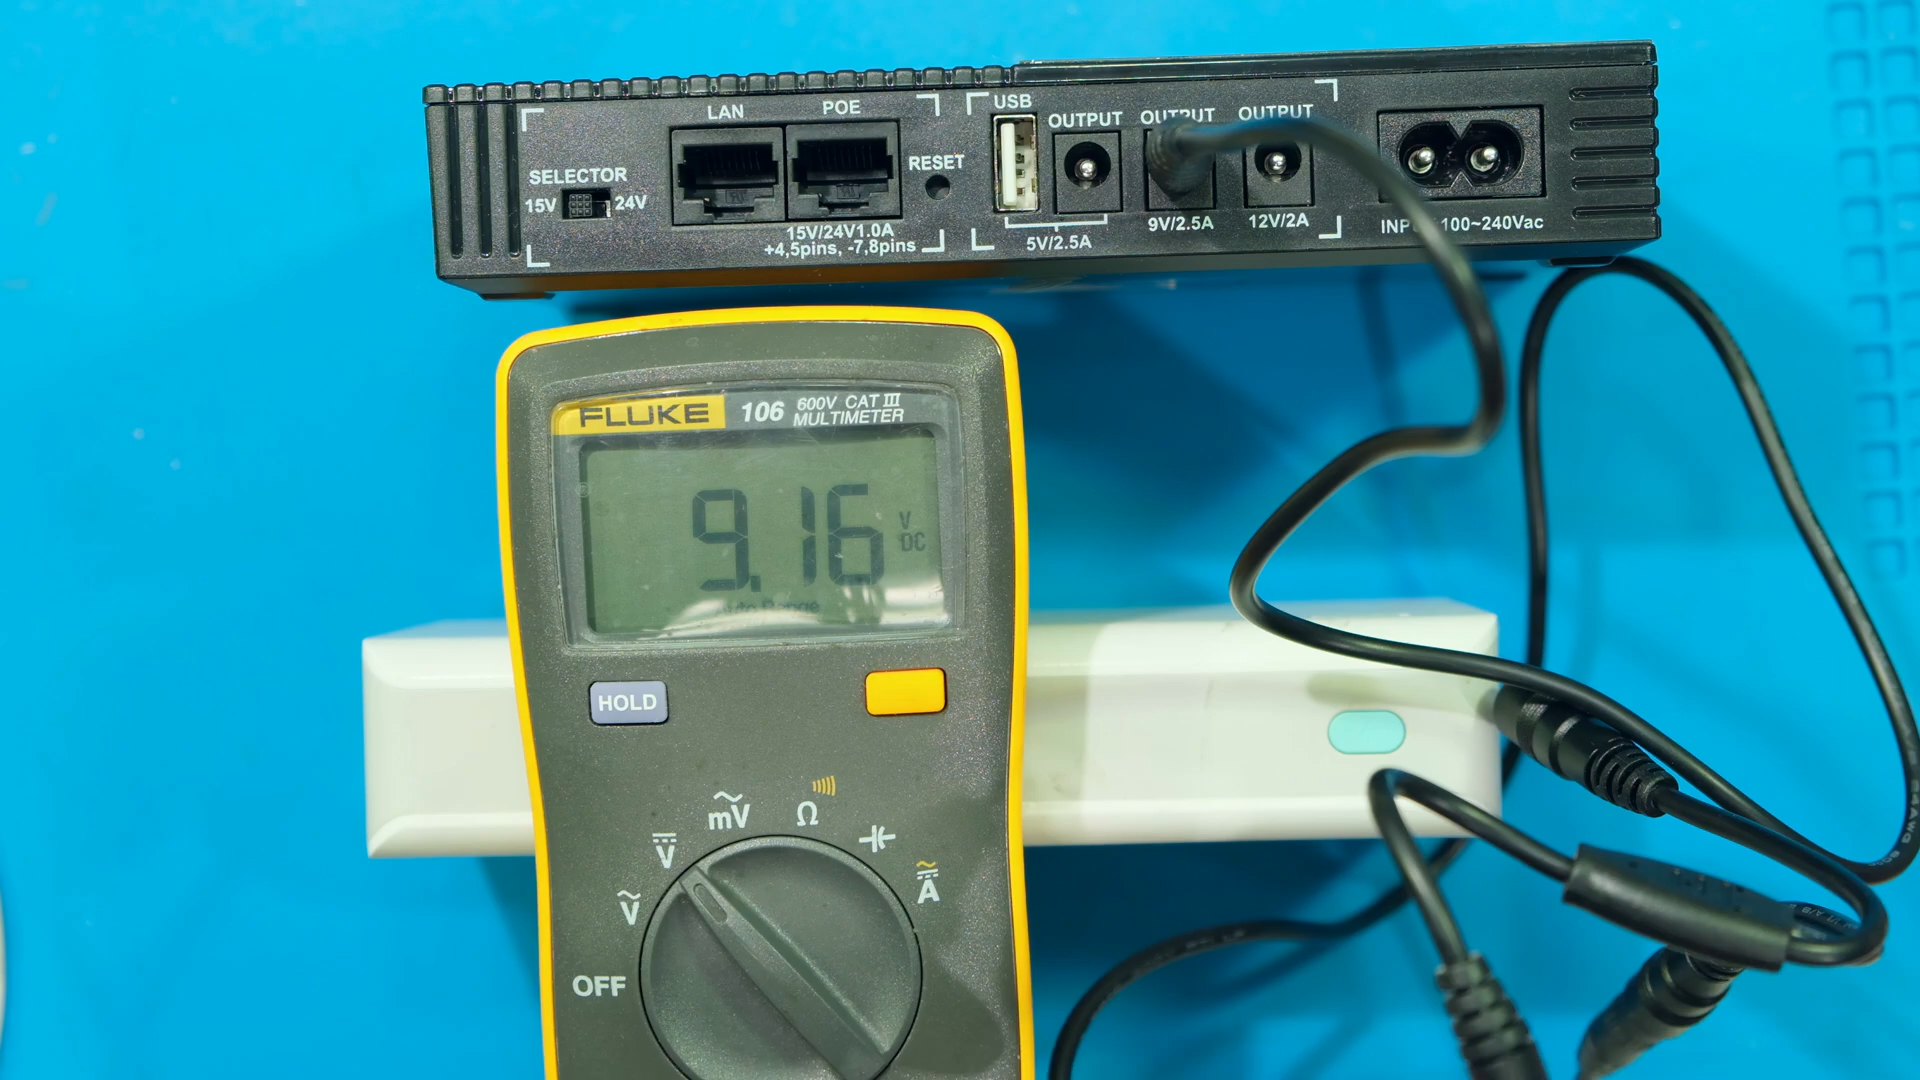 LAN
POE
SELECTOR
15V
24V
15V/24V1.0A
+4,5pins, -7,8pins
RESET
USB
OUTPUT
OUTPUT
OUTPUT
5V/2.5A
9V/2.5A
12V/2A
100~240Vac
FLUKE
106
600V CAT III
MULTIMETER
9.16
V
DC
Auto Range
HOLD
mV
Ω
V
A
V
OFF